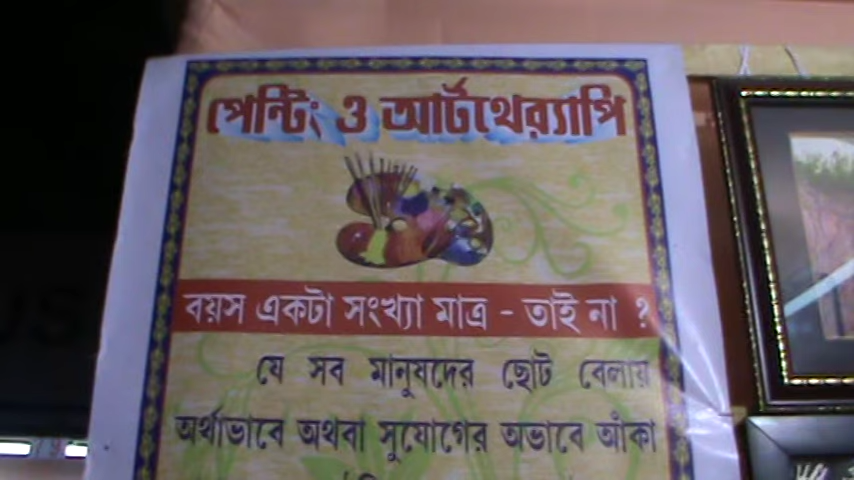 পেন্টিং ও আর্টথের‍্যাপি
বয়স একটা সংখ্যা মাত্র - তাই না ?
যে সব মানুষদের ছোট বেলায়
অর্থাভাবে অথবা সুযোগের অভাবে আঁকা